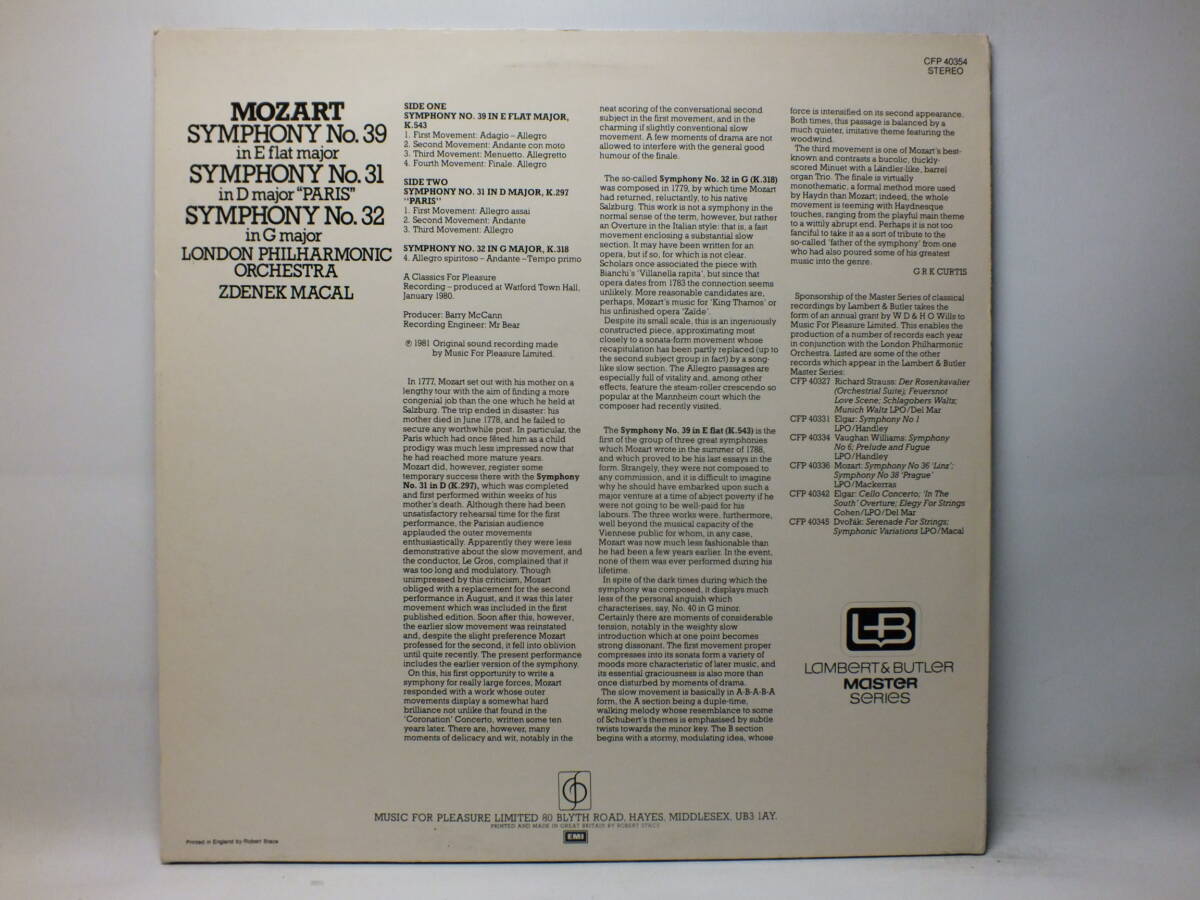 CFP 40354
STEREO
MOZART
SYMPHONY No. 39
in E flat major
SYMPHONY No. 31
in D major "PARIS"
SYMPHONY No. 32
in G major
LONDON PHILHARMONIC
ORCHESTRA
ZDENEK MACAL
SIDE ONE
SYMPHONY NO. 39 IN E FLAT MAJOR,
K.543
1. First Movement: Adagio – Allegro
2. Second Movement: Andante con moto
3. Third Movement: Menuetto. Allegretto
4. Fourth Movement: Finale. Allegro
SIDE TWO
SYMPHONY NO. 31 IN D MAJOR, K.297
"PARIS"
1. First Movement: Allegro assai
2. Second Movement: Andante
3. Third Movement: Allegro
SYMPHONY NO. 32 IN G MAJOR, K.318
4. Allegro spiritoso – Andante – Tempo primo
A Classics For Pleasure
Recording – produced at Watford Town Hall,
January 1980.
Producer: Barry McCann
Recording Engineer: Mr Bear
℗ 1981 Original sound recording made
by Music For Pleasure Limited.
In 1777, Mozart set out with his mother on a
lengthy tour with the aim of finding a more
congenial job than the one which he held at
Salzburg. The trip ended in disaster: his
mother died in June 1778, and he failed to
secure any worthwhile post. In particular, the
Paris which had once fêted him as a child
prodigy was much less impressed now that
he had reached more mature years.
Mozart did, however, register some
temporary success there with the Symphony
No. 31 in D (K.297), which was completed
and first performed within weeks of his
mother's death. Although there had been
unsatisfactory rehearsal time for the first
performance, the Parisian audience
applauded the outer movements
enthusiastically. Apparently they were less
demonstrative about the slow movement, and
the conductor, Le Gros, complained that it
was too long and modulatory. Though
unimpressed by this criticism, Mozart
obliged with a replacement for the second
performance in August, and it was this later
movement which was included in the first
published edition. Soon after this, however,
the earlier slow movement was reinstated
and, despite the slight preference Mozart
professed for the second, it fell into oblivion
until quite recently. The present performance
includes the earlier version of the symphony.
On this, his first opportunity to write a
symphony for really large forces, Mozart
responded with a work whose outer
movements display a somewhat hard
brilliance not unlike that found in the
'Coronation' Concerto, written some ten
years later. There are, however, many
moments of delicacy and wit, notably in the
neat scoring of the conversational second
subject in the first movement, and in the
charming if slightly conventional slow
movement. A few moments of drama are not
allowed to interfere with the general good
humour of the finale.
The so-called Symphony No. 32 in G (K.318)
was composed in 1779, by which time Mozart
had returned, reluctantly, to his native
Salzburg. This work is not a symphony in the
normal sense of the term, however, but rather
an Overture in the Italian style: that is, a fast
movement enclosing a substantial slow
section. It may have been written for an
opera, but if so, for which is not clear.
Scholars once associated the piece with
Bianchi's 'Villanella rapita', but since that
opera dates from 1783 the connection seems
unlikely. More reasonable candidates are,
perhaps, Mozart's music for 'King Thamos' or
his unfinished opera 'Zaïde'.
Despite its small scale, this is an ingeniously
constructed piece, approximating most
closely to a sonata-form movement whose
recapitulation has been partly replaced (up to
the second subject group in fact) by a song-
like slow section. The Allegro passages are
especially full of vitality and, among other
effects, feature the steam-roller crescendo so
popular at the Mannheim court which the
composer had recently visited.
The Symphony No. 39 in E flat (K.543) is the
first of the group of three great symphonies
which Mozart wrote in the summer of 1788,
and which proved to be his last essays in the
form. Strangely, they were not composed to
any commission, and it is difficult to imagine
why he should have embarked upon such a
major venture at a time of abject poverty if he
were not going to be well-paid for his
labours. The three works were, furthermore,
well beyond the musical capacity of the
Viennese public for whom, in any case,
Mozart was now much less fashionable than
he had been a few years earlier. In the event,
none of them was ever performed during his
lifetime.
In spite of the dark times during which the
symphony was composed, it displays much
less of the personal anguish which
characterises, say, No. 40 in G minor.
Certainly there are moments of considerable
tension, notably in the weighty slow
introduction which at one point becomes
strong dissonant. The first movement proper
compresses into its sonata form a variety of
moods more characteristic of later music, and
its essential graciousness is also more than
once disturbed by moments of drama.
The slow movement is basically in A-B-A-B-A
form, the A section being a duple-time,
walking melody whose resemblance to some
of Schubert's themes is emphasised by subtle
twists towards the minor key. The B section
begins with a stormy, modulating idea, whose
force is intensified on its second appearance.
Both times, this passage is balanced by a
much quieter, imitative theme featuring the
woodwind.
The third movement is one of Mozart's best-
known and contrasts a bucolic, thickly-
scored Minuet with a Ländler-like, barrel
organ Trio. The finale is virtually
monothematic, a formal method more used
by Haydn than Mozart; indeed, the whole
movement is teeming with Haydnesque
touches, ranging from the playful main theme
to a wittily abrupt end. Perhaps it is not too
fanciful to take it as a sort of tribute to the
so-called 'father of the symphony' from one
who had also poured some of his greatest
music into the genre.
G R K CURTIS
Sponsorship of the Master Series of classical
recordings by Lambert & Butler takes the
form of an annual grant by W D & H O Wills to
Music For Pleasure Limited. This enables the
production of a number of records each year
in conjunction with the London Philharmonic
Orchestra. Listed are some of the other
records which appear in the Lambert & Butler
Master Series:
CFP 40327 Richard Strauss: Der Rosenkavalier
(Orchestrial Suite); Feuersnot
Love Scene; Schlagobers Waltz;
Munich Waltz LPO/Del Mar
CFP 40331 Elgar: Symphony No 1
LPO/Handley
CFP 40334 Vaughan Williams: Symphony
No 6; Prelude and Fugue
LPO/Handley
CFP 40336 Mozart: Symphony No 36 'Linz';
Symphony No 38 'Prague'
LPO/Mackerras
CFP 40342 Elgar: Cello Concerto; 'In The
South' Overture; Elegy For Strings
Cohen/LPO/Del Mar
CFP 40345 Dvořák: Serenade For Strings;
Symphonic Variations LPO/Macal
L&B
LAMBERT & BUTLER
MASTER
SERIES
MUSIC FOR PLEASURE LIMITED 80 BLYTH ROAD, HAYES, MIDDLESEX, UB3 1AY.
PRINTED AND MADE IN GREAT BRITAIN BY ROBERT STACE
EMI
Printed in England by Robert Stace